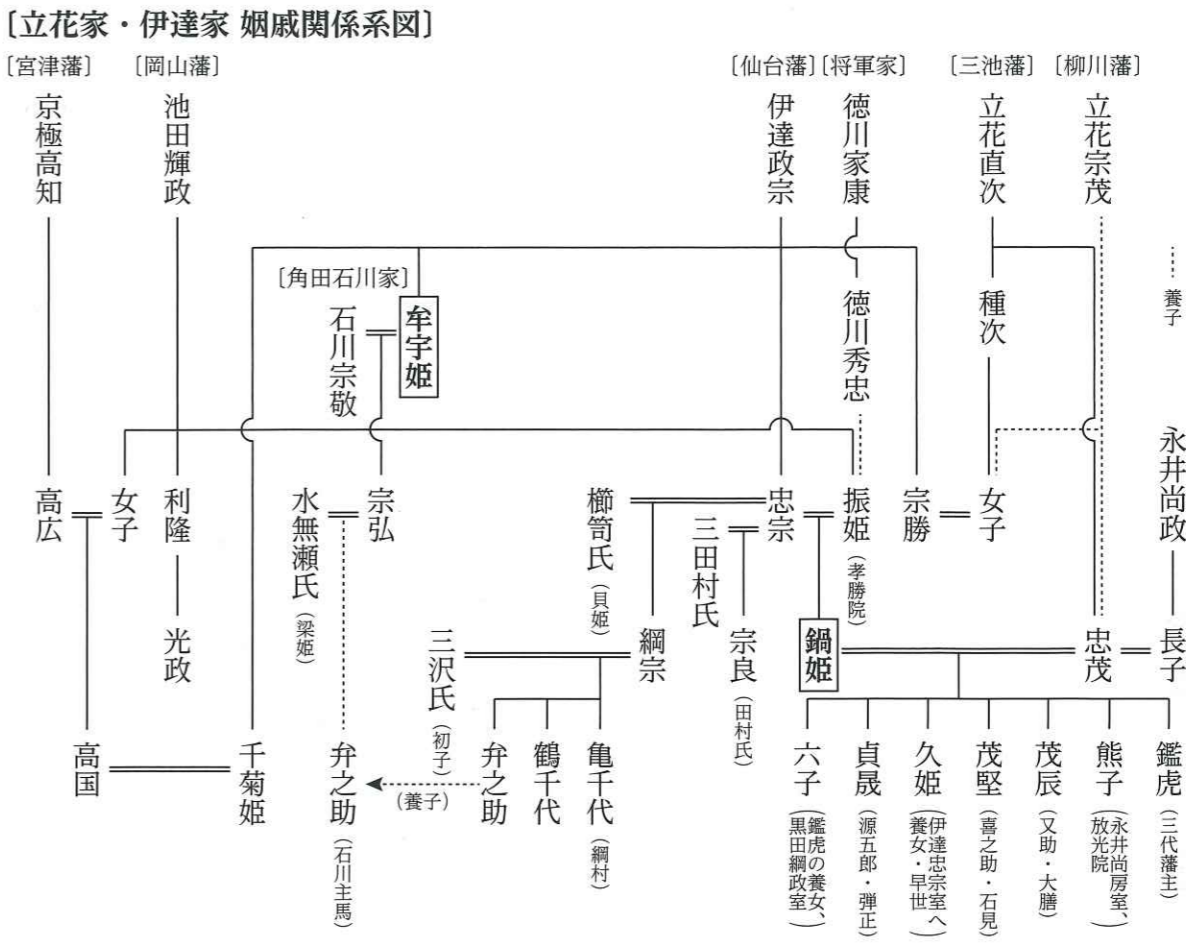 ［立花家・伊達家 姻戚関係系図］
［柳川藩］
立花宗茂
養子
［三池藩］
立花直次
種次
［将軍家］
徳川家康
徳川秀忠
［仙台藩］
伊達政宗
［岡山藩］
池田輝政
［宮津藩］
京極高知
［角田石川家］
牟宇姫
石川宗敬
永井尚政
女子
宗勝
振姫（孝勝院）
忠宗
三田村氏
櫛笥氏（貝姫）
宗弘
水無瀬氏（梁姫）
利隆
女子
高広
長子
忠茂
鍋姫
宗良（田村氏）
綱宗
三沢氏（初子）
光政
鑑虎（三代藩主）
熊子（永井尚房室、放光院）
茂辰（又助・大膳）
茂堅（喜之助・石見）
久姫（伊達忠宗室へ養女・早世）
貞晟（源五郎・弾正）
六子（鑑虎の養女、黒田綱政室）
亀千代（綱村）
鶴千代
弁之助
（養子）
弁之助（石川主馬）
千菊姫
高国